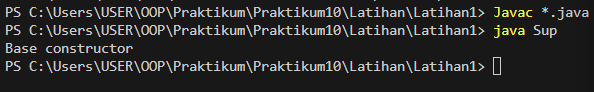 PS C:\Users\USER\OOP\Praktikum\Praktikum10\Latihan\Latihan1> Javac *.java
PS C:\Users\USER\OOP\Praktikum\Praktikum10\Latihan\Latihan1> java Sup
Base constructor
PS C:\Users\USER\OOP\Praktikum\Praktikum10\Latihan\Latihan1>